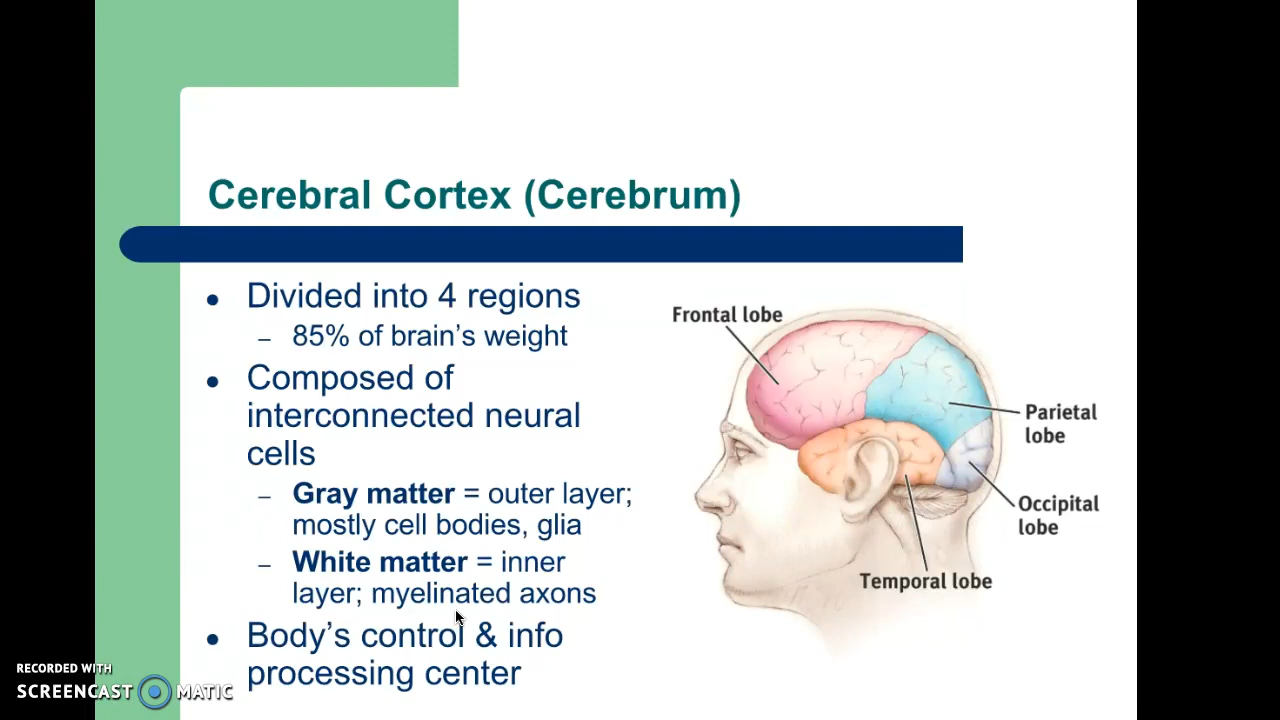 Cerebral Cortex (Cerebrum)
● Divided into 4 regions
– 85% of brain's weight
● Composed of
interconnected neural
cells
– Gray matter = outer layer;
mostly cell bodies, glia
– White matter = inner
layer; myelinated axons
● Body's control & info
processing center
Frontal lobe
Parietal
lobe
Occipital
lobe
Temporal lobe
RECORDED WITH
SCREENCAST MATIC